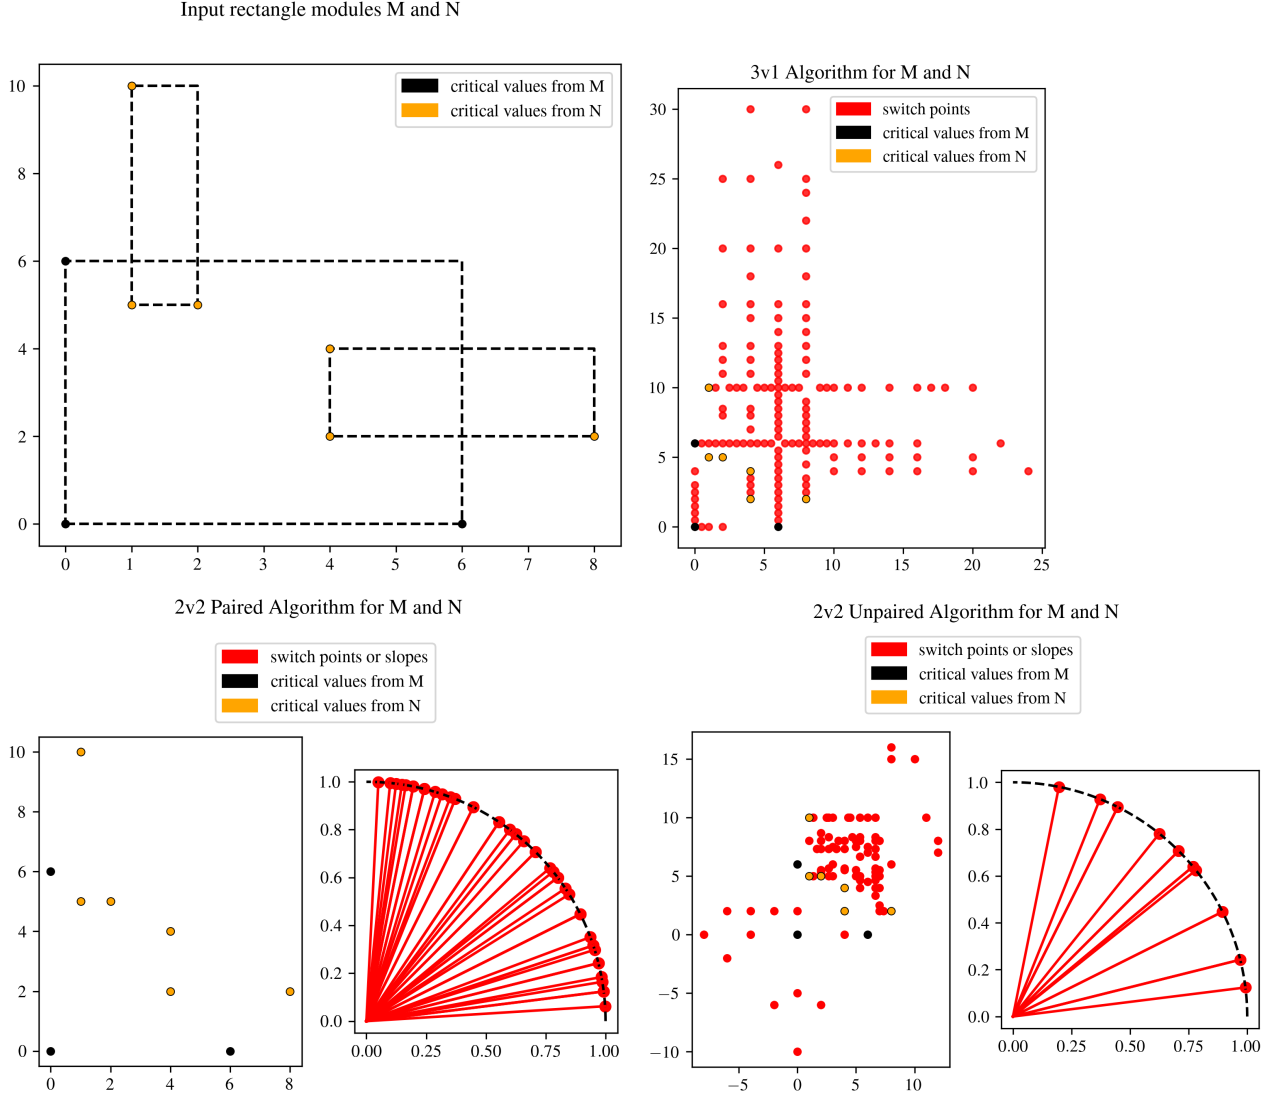 Input rectangle modules M and N
critical values from M
critical values from N
10
8
6
4
2
0
0 1 2 3 4 5 6 7 8
3v1 Algorithm for M and N
switch points
critical values from M
critical values from N
30
25
20
15
10
5
0
0 5 10 15 20 25
2v2 Paired Algorithm for M and N
switch points or slopes
critical values from M
critical values from N
10
8
6
4
2
0
0 2 4 6 8
1.0
0.8
0.6
0.4
0.2
0.0
0.00 0.25 0.50 0.75 1.00
2v2 Unpaired Algorithm for M and N
switch points or slopes
critical values from M
critical values from N
15
10
5
0
−5
−10
−5 0 5 10
1.0
0.8
0.6
0.4
0.2
0.0
0.00 0.25 0.50 0.75 1.00